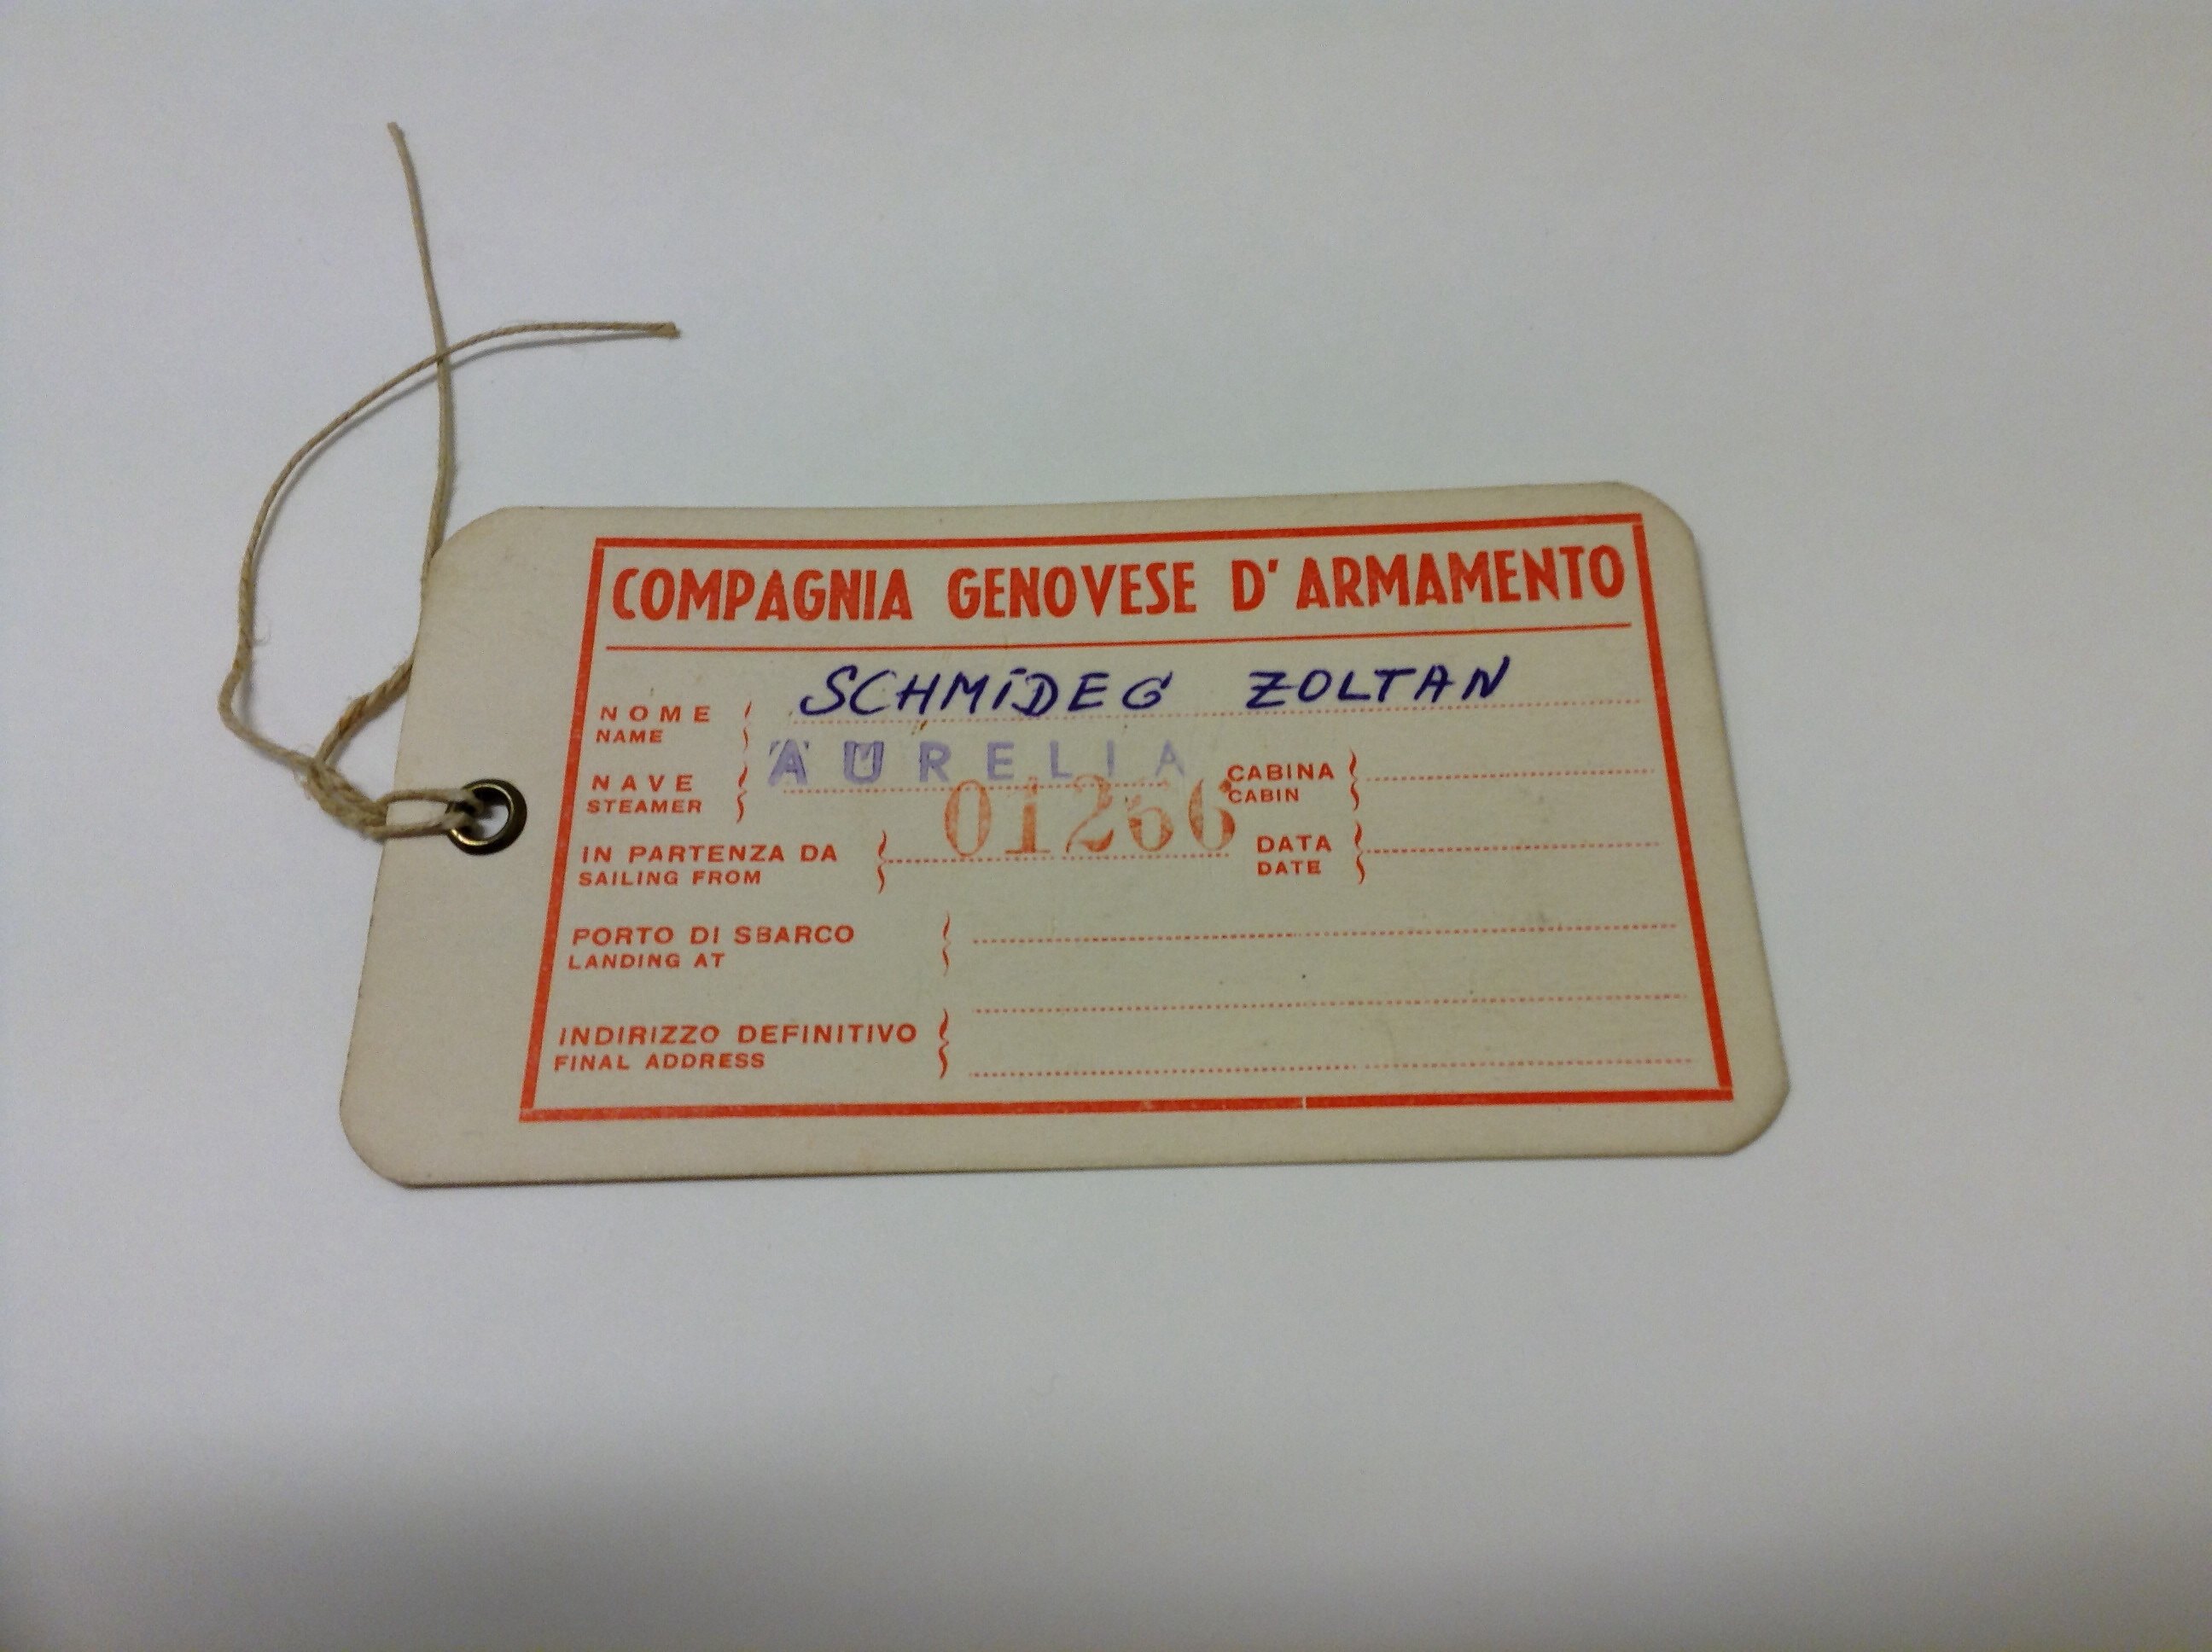 COMPAGNIA GENOVESE D'ARMAMENTO
NOME SCHMIDEG ZOLTAN
NAME
NAVE AURELIA CABINA
STEAMER CABIN
01266
IN PARTENZA DA DATA
SAILING FROM DATE
PORTO DI SBARCO
LANDING AT
INDIRIZZO DEFINITIVO
FINAL ADDRESS